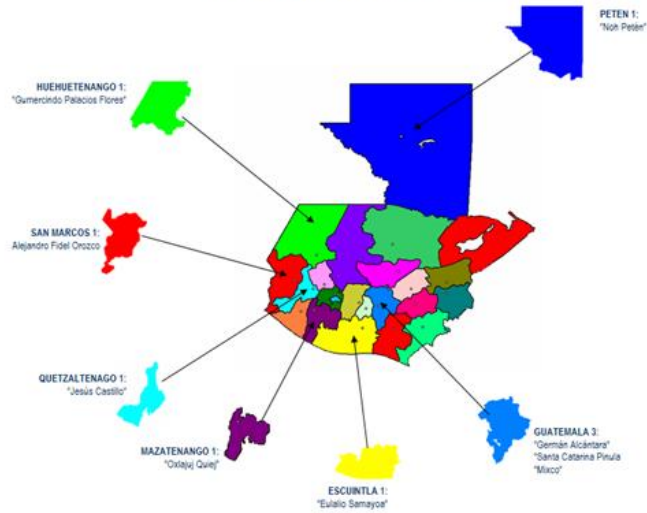 PETEN 1:
"Noh Petén"
HUEHUETENANGO 1:
"Gumercindo Palacios Flores"
SAN MARCOS 1:
Alejandro Fidel Orozco
QUETZALTENAGO 1:
"Jesús Castillo"
MAZATENANGO 1:
"Oxlajuj Quiej"
ESCUINTLA 1:
"Eulalio Samayoa"
GUATEMALA 3:
"Germán Alcántara"
"Santa Catarina Pinula
"Mixco"